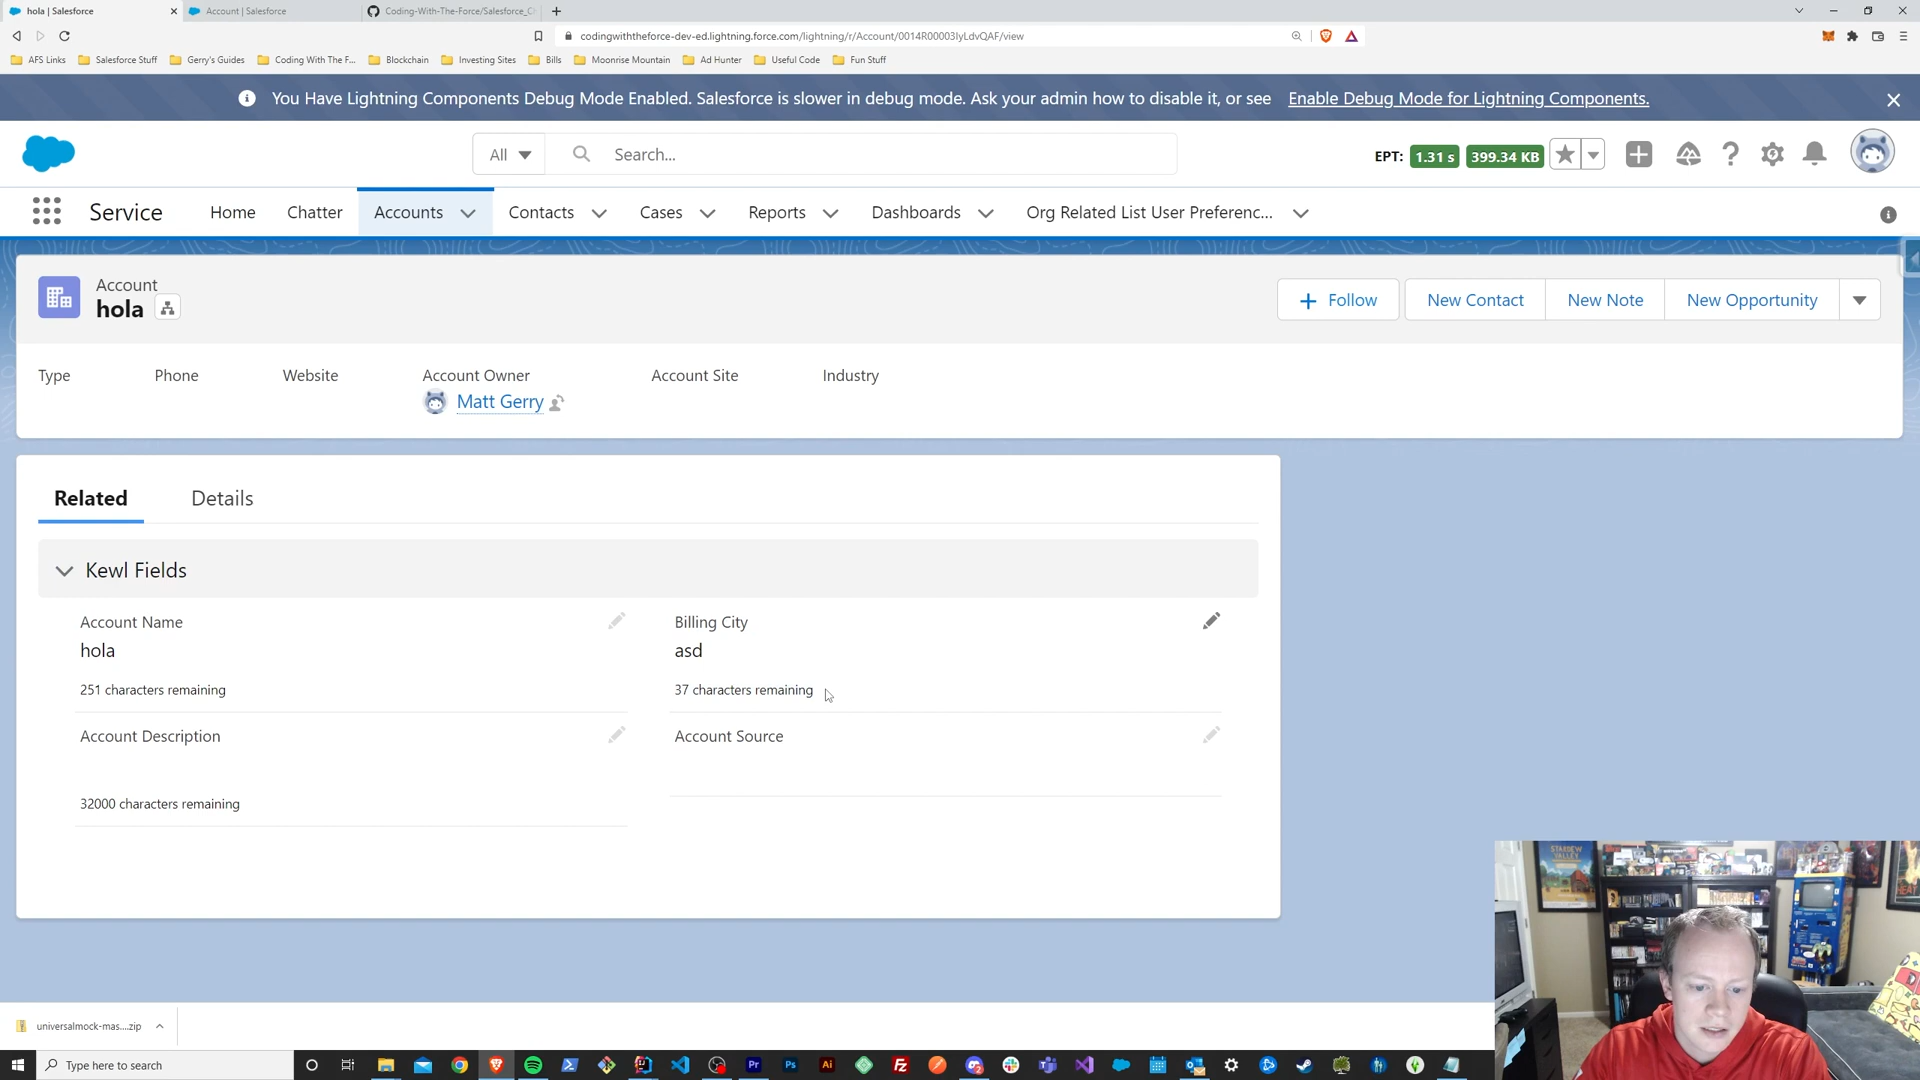 hola | Salesforce
Account | Salesforce
Coding-With-The-Force/Salesforce_C
codingwiththeforce-dev-ed.lightning.force.com/lightning/r/Account/0014R00003IyLdvQAF/view
AFS Links
Salesforce Stuff
Gerry's Guides
Coding With The F...
Blockchain
Investing Sites
Bills
Moonrise Mountain
Ad Hunter
Useful Code
Fun Stuff
You Have Lightning Components Debug Mode Enabled. Salesforce is slower in debug mode. Ask your admin how to disable it, or see Enable Debug Mode for Lightning Components.
All
Search...
EPT: 1.31 s 399.34 KB
Service
Home
Chatter
Accounts
Contacts
Cases
Reports
Dashboards
Org Related List User Preferenc...
Account
hola
Follow
New Contact
New Note
New Opportunity
Type
Phone
Website
Account Owner
Matt Gerry
Account Site
Industry
Related
Details
Kewl Fields
Account Name
hola
251 characters remaining
Billing City
asd
37 characters remaining
Account Description
32000 characters remaining
Account Source
STARDEW VALLEY
universalmock-mas....zip
Type here to search